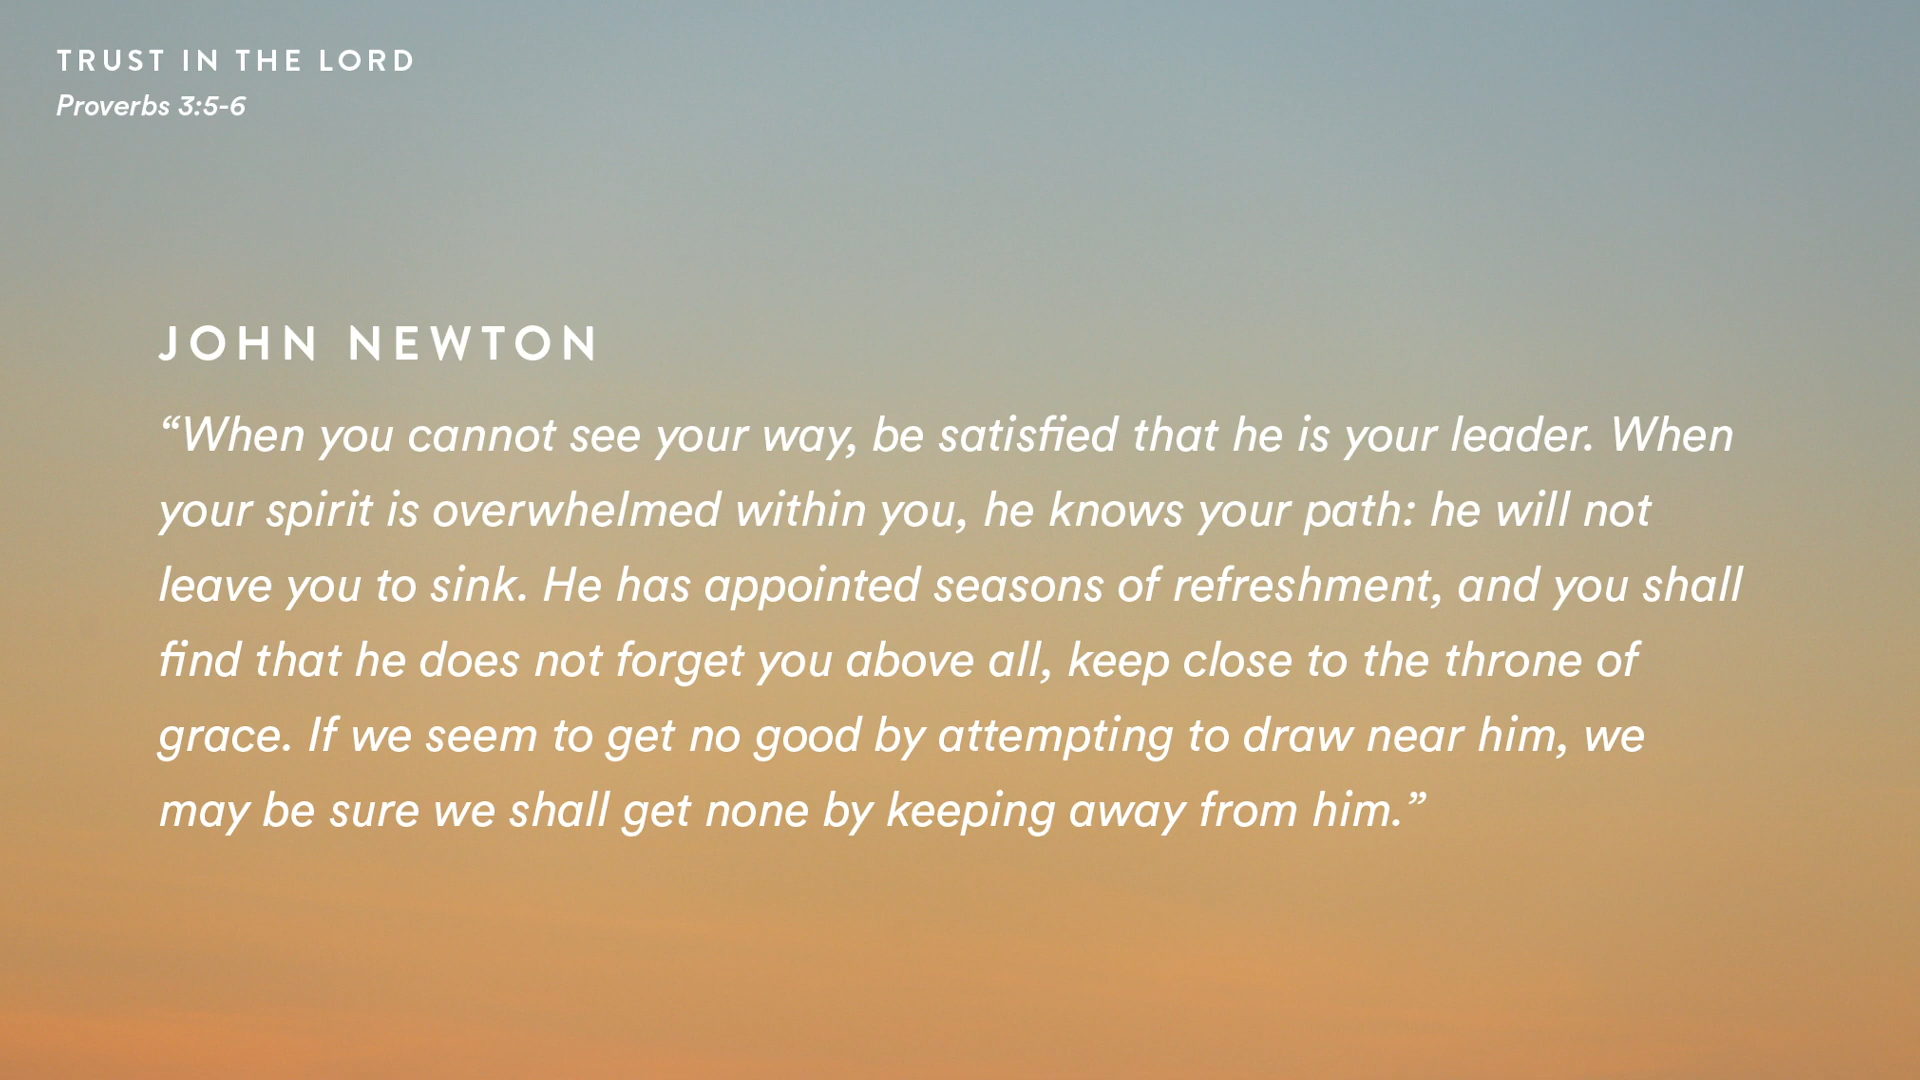 TRUST IN THE LORD
Proverbs 3:5-6
JOHN NEWTON
“When you cannot see your way, be satisfied that he is your leader. When
your spirit is overwhelmed within you, he knows your path: he will not
leave you to sink. He has appointed seasons of refreshment, and you shall
find that he does not forget you above all, keep close to the throne of
grace. If we seem to get no good by attempting to draw near him, we
may be sure we shall get none by keeping away from him.”